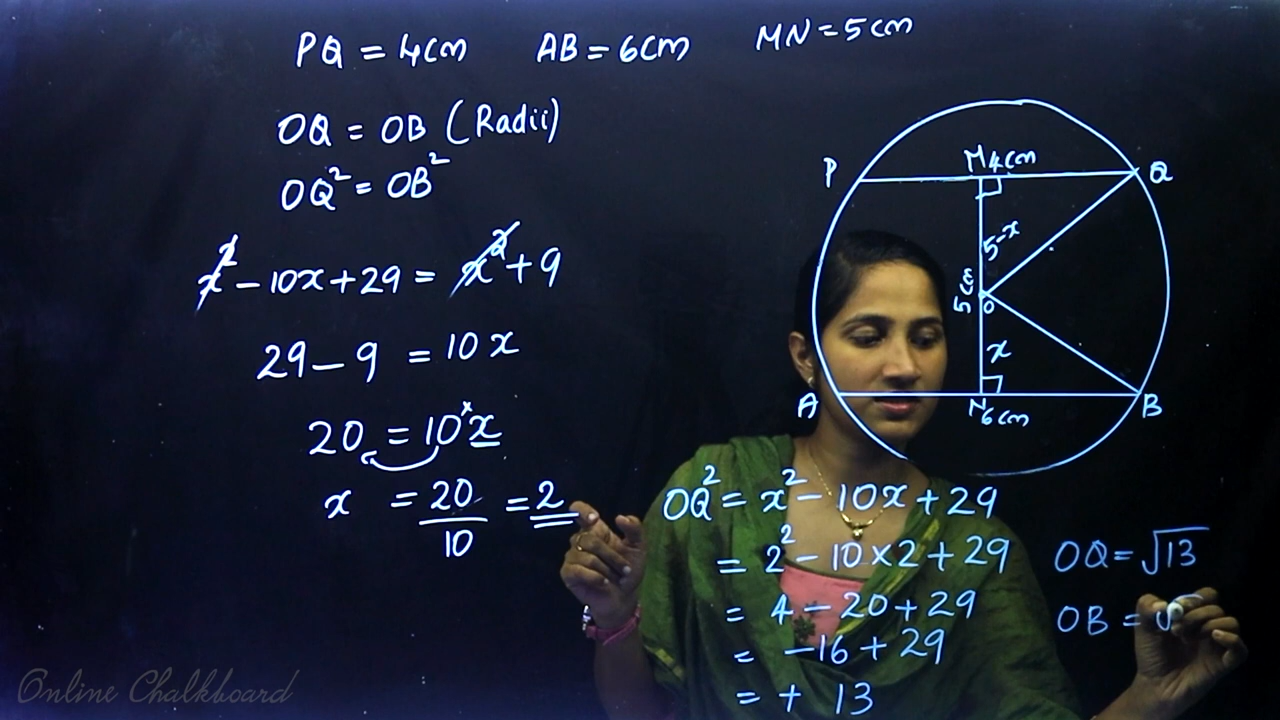 PQ = 4cm AB = 6cm MN = 5cm
OQ = OB (Radii)
OQ² = OB²
x² - 10x + 29 = x² + 9
29 - 9 = 10x
20 = 10 × x
x = 20/10 = 2
P M 4cm Q
5-x
5cm
O
x
A N 6cm B
OQ² = x² - 10x + 29
= 2² - 10 × 2 + 29
= 4 - 20 + 29
= -16 + 29
= + 13
OQ = √13
OB = √
Online Chalkboard